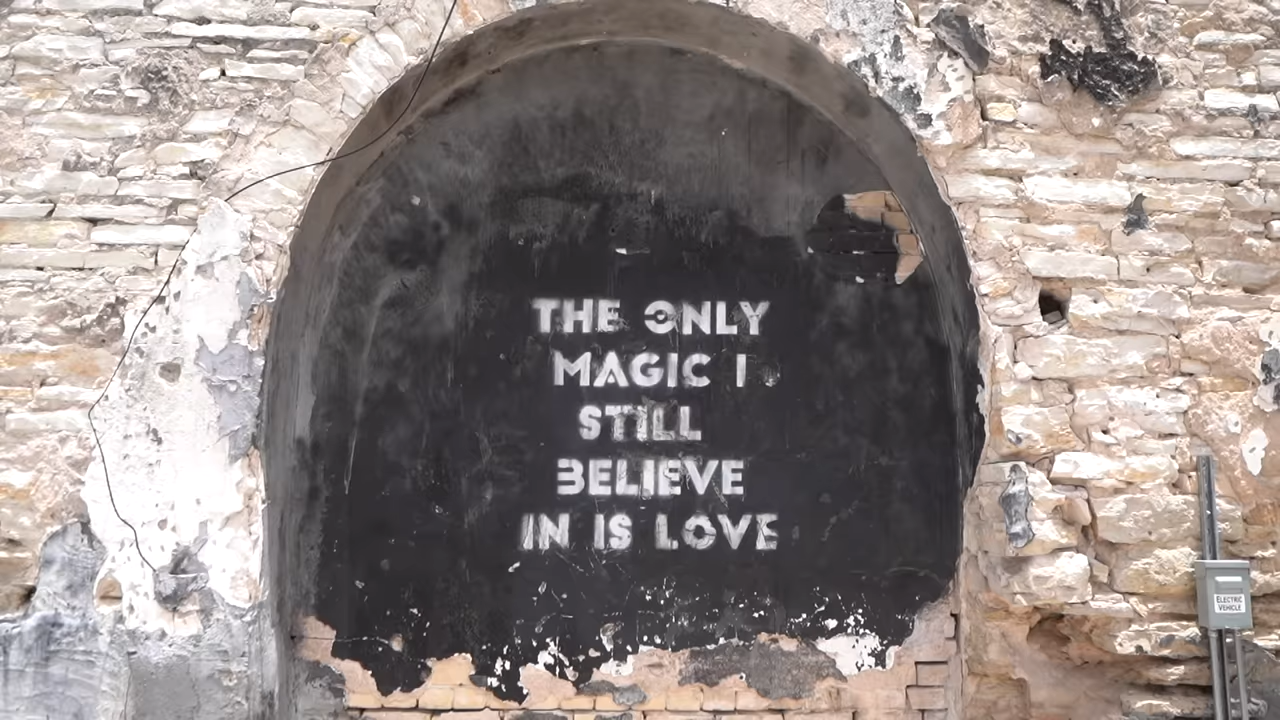 THE ONLY
MAGIC I
STILL
BELIEVE
IN IS LOVE
ELECTRIC
VEHICLE